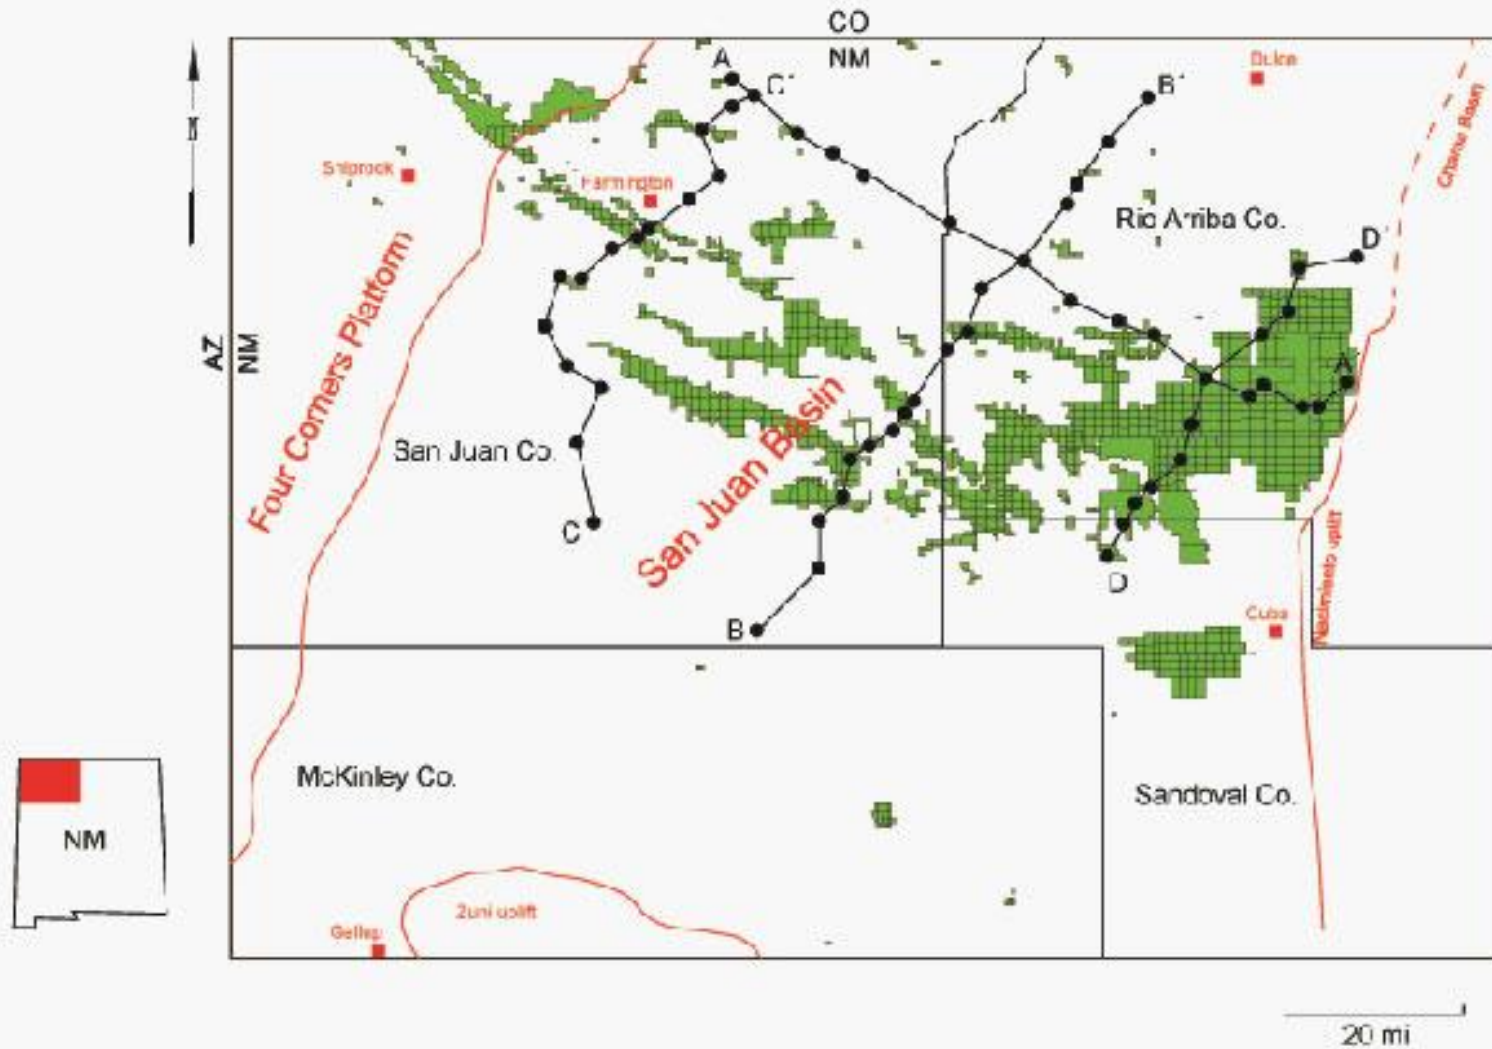 CO
NM
A
C´
B´
Dulce
Chama Basin
Shiprock
Farmington
Rio Arriba Co.
D´
AZ
NM
Four Corners Platform
A´
San Juan Co.
San Juan Basin
C
D
B
Cuba
Nacimiento uplift
McKinley Co.
Sandoval Co.
NM
Zuni uplift
Gallup
20 mi